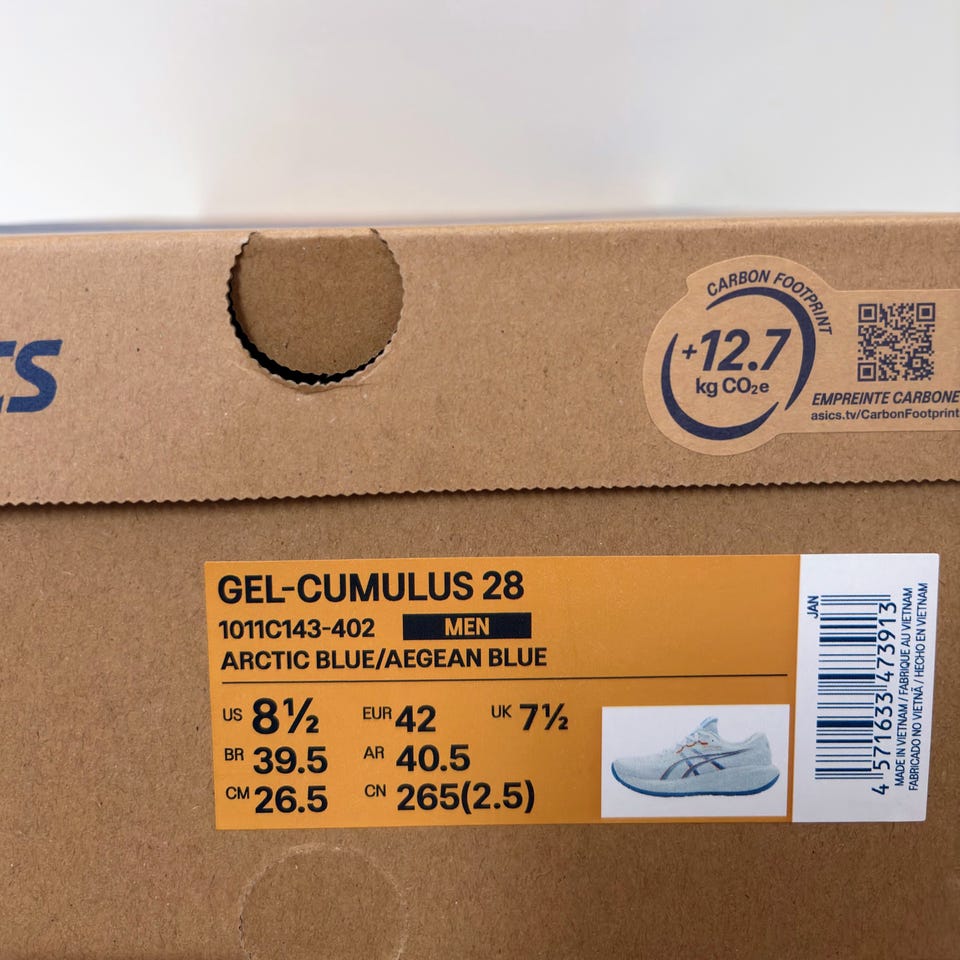 CS
CARBON FOOTPRINT
+12.7
kg CO₂e
EMPREINTE CARBONE
asics.tv/CarbonFootprint
GEL-CUMULUS 28
1011C143-402 MEN
ARCTIC BLUE/AEGEAN BLUE
US 8½ EUR 42 UK 7½
BR 39.5 AR 40.5
CM 26.5 CN 265(2.5)
JAN
4 571633 473913
MADE IN VIETNAM / FABRIQUE AU VIETNAM
FABRICADO NO VIETNÃ / HECHO EN VIETNAM